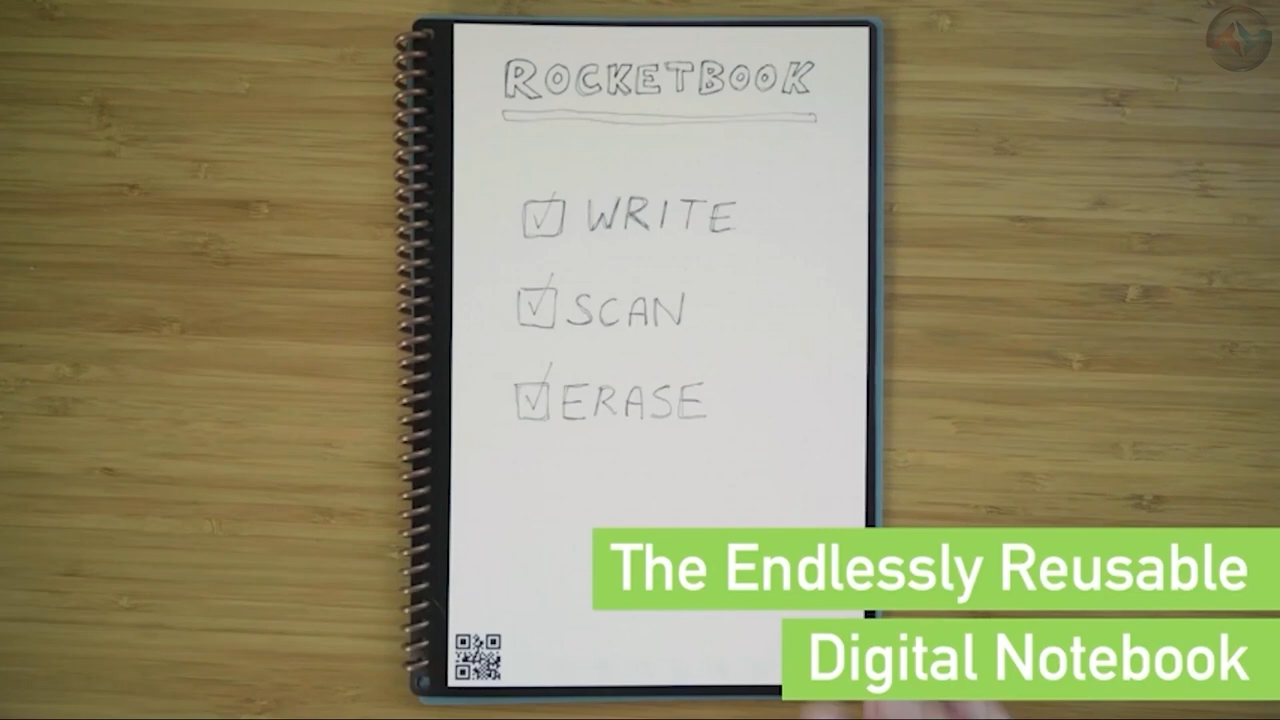 ROCKETBOOK
WRITE
SCAN
ERASE
The Endlessly Reusable
Digital Notebook